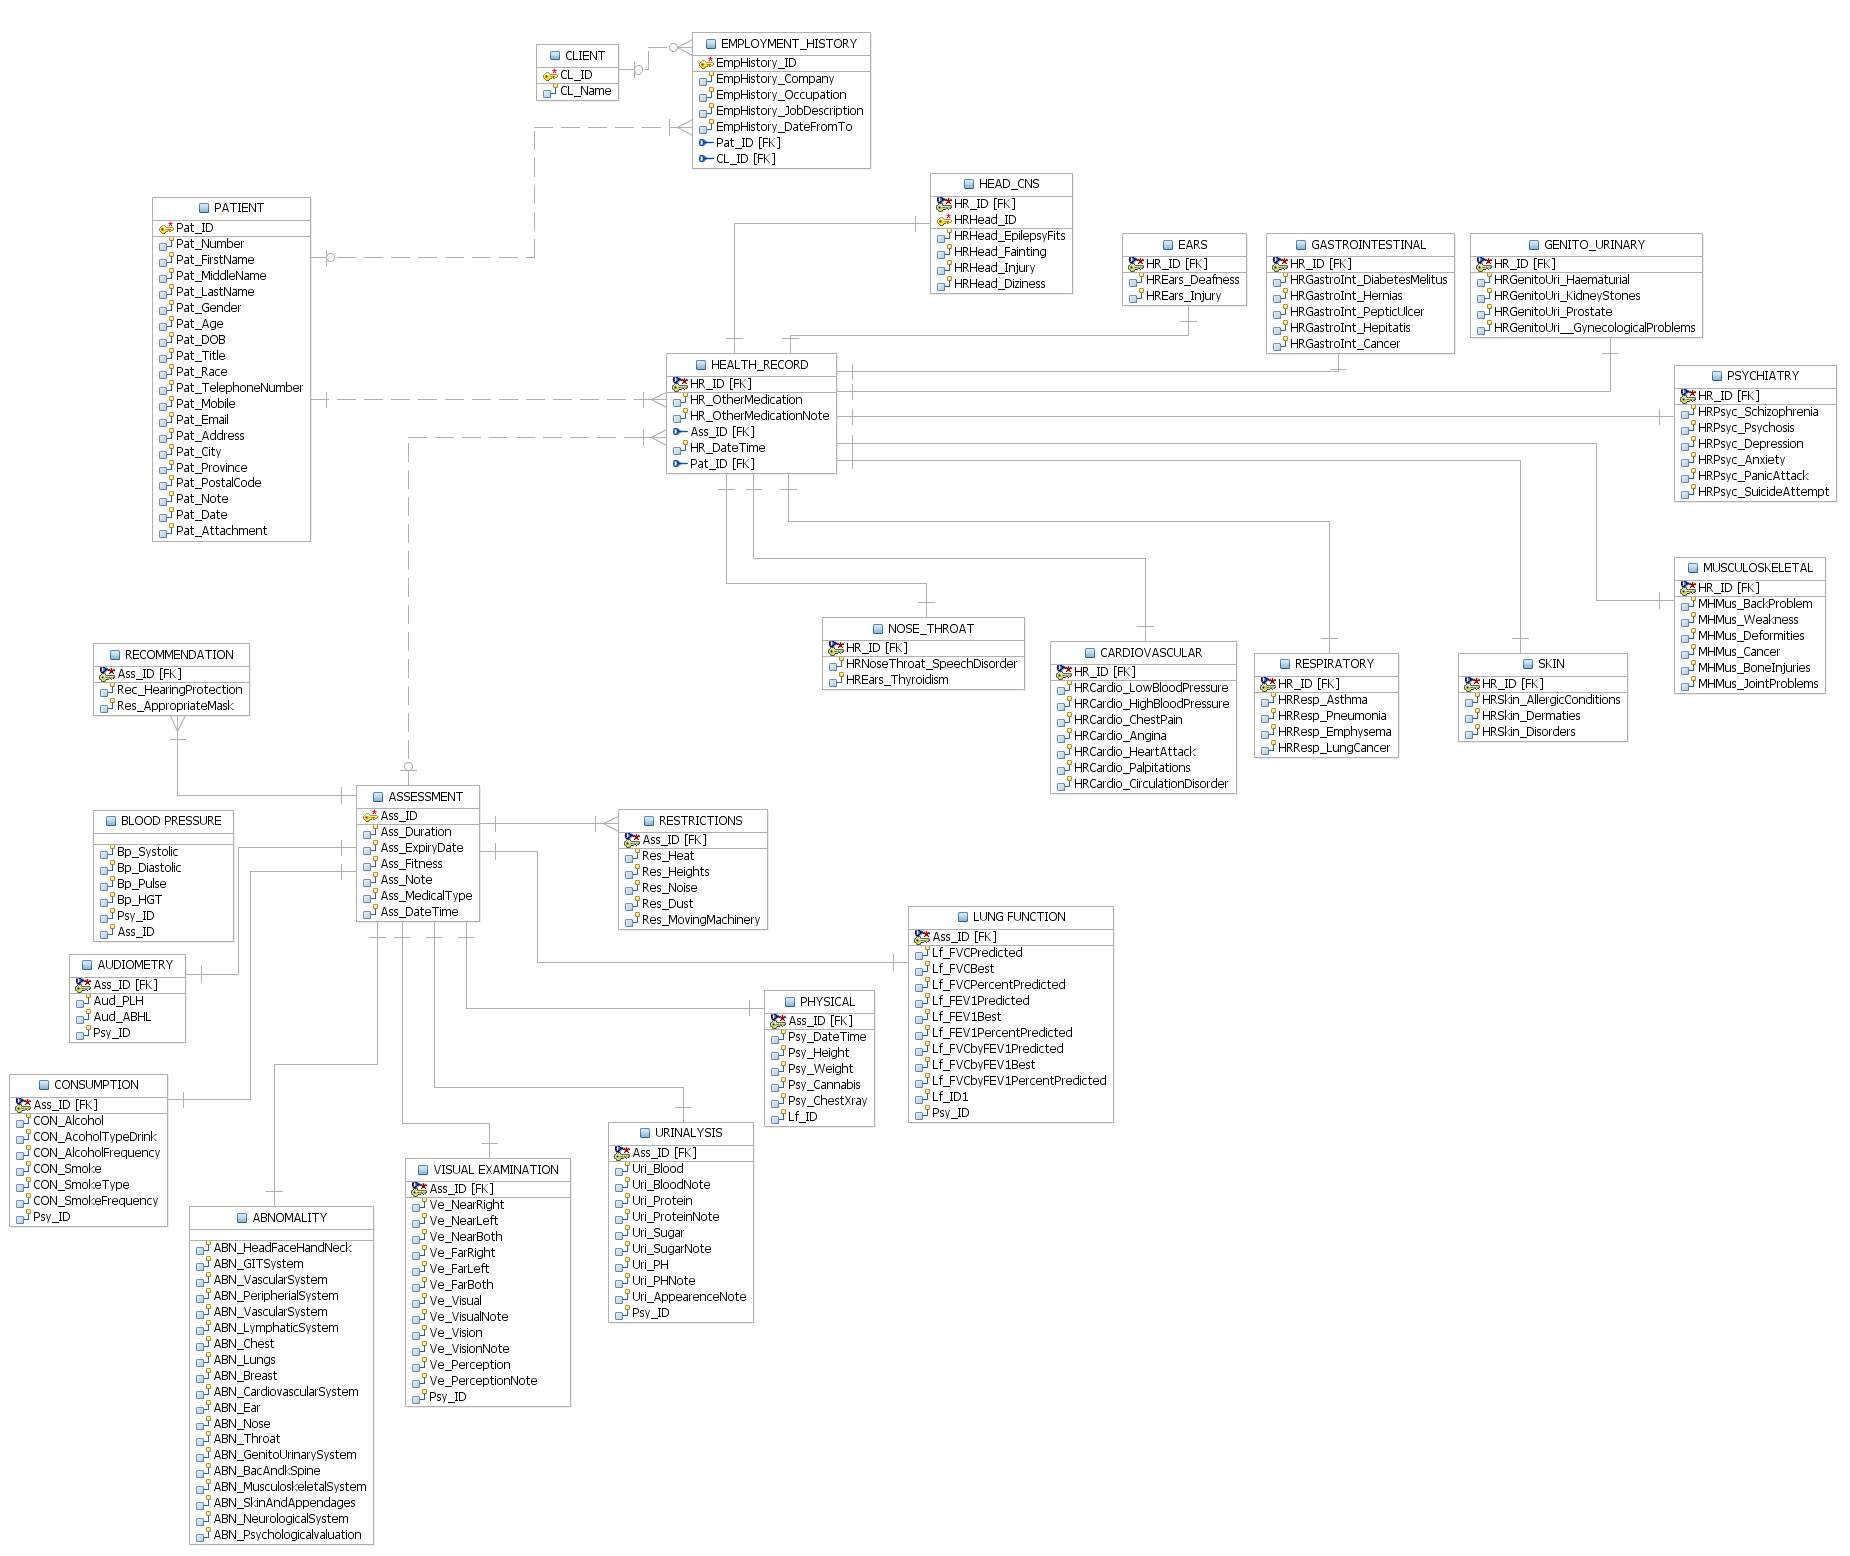 CLIENT
CL_ID
CL_Name
EMPLOYMENT_HISTORY
EmpHistory_ID
EmpHistory_Company
EmpHistory_Occupation
EmpHistory_JobDescription
EmpHistory_DateFromTo
Pat_ID [FK]
CL_ID [FK]
PATIENT
Pat_ID
Pat_Number
Pat_FirstName
Pat_MiddleName
Pat_LastName
Pat_Gender
Pat_Age
Pat_DOB
Pat_Title
Pat_Race
Pat_TelephoneNumber
Pat_Mobile
Pat_Email
Pat_Address
Pat_City
Pat_Province
Pat_PostalCode
Pat_Note
Pat_Date
Pat_Attachment
HEAD_CNS
HR_ID [FK]
HRHead_ID
HRHead_EpilepsyFits
HRHead_Fainting
HRHead_Injury
HRHead_Diziness
EARS
HR_ID [FK]
HREars_Deafness
HREars_Injury
GASTROINTESTINAL
HR_ID [FK]
HRGastroInt_DiabetesMelitus
HRGastroInt_Hernias
HRGastroInt_PepticUlcer
HRGastroInt_Hepitatis
HRGastroInt_Cancer
GENITO_URINARY
HR_ID [FK]
HRGenitoUri_Haematurial
HRGenitoUri_KidneyStones
HRGenitoUri_Prostate
HRGenitoUri__GynecologicalProblems
HEALTH_RECORD
HR_ID [FK]
HR_OtherMedication
HR_OtherMedicationNote
Ass_ID [FK]
HR_DateTime
Pat_ID [FK]
PSYCHIATRY
HR_ID [FK]
HRPsyc_Schizophrenia
HRPsyc_Psychosis
HRPsyc_Depression
HRPsyc_Anxiety
HRPsyc_PanicAttack
HRPsyc_SuicideAttempt
MUSCULOSKELETAL
HR_ID [FK]
MHMus_BackProblem
MHMus_Weakness
MHMus_Deformities
MHMus_Cancer
MHMus_BoneInjuries
MHMus_JointProblems
NOSE_THROAT
HR_ID [FK]
HRNoseThroat_SpeechDisorder
HREars_Thyroidism
CARDIOVASCULAR
HR_ID [FK]
HRCardio_LowBloodPressure
HRCardio_HighBloodPressure
HRCardio_ChestPain
HRCardio_Angina
HRCardio_HeartAttack
HRCardio_Palpitations
HRCardio_CirculationDisorder
RESPIRATORY
HR_ID [FK]
HRResp_Asthma
HRResp_Pneumonia
HRResp_Emphysema
HRResp_LungCancer
SKIN
HR_ID [FK]
HRSkin_AllergicConditions
HRSkin_Dermaties
HRSkin_Disorders
RECOMMENDATION
Ass_ID [FK]
Rec_HearingProtection
Res_AppropriateMask
ASSESSMENT
Ass_ID
Ass_Duration
Ass_ExpiryDate
Ass_Fitness
Ass_Note
Ass_MedicalType
Ass_DateTime
BLOOD PRESSURE
Bp_Systolic
Bp_Diastolic
Bp_Pulse
Bp_HGT
Psy_ID
Ass_ID
RESTRICTIONS
Ass_ID [FK]
Res_Heat
Res_Heights
Res_Noise
Res_Dust
Res_MovingMachinery
LUNG FUNCTION
Ass_ID [FK]
Lf_FVCPredicted
Lf_FVCBest
Lf_FVCPercentPredicted
Lf_FEV1Predicted
Lf_FEV1Best
Lf_FEV1PercentPredicted
Lf_FVCbyFEV1Predicted
Lf_FVCbyFEV1Best
Lf_FVCbyFEV1PercentPredicted
Lf_ID1
Psy_ID
AUDIOMETRY
Ass_ID [FK]
Aud_PLH
Aud_ABHL
Psy_ID
PHYSICAL
Ass_ID [FK]
Psy_DateTime
Psy_Height
Psy_Weight
Psy_Cannabis
Psy_ChestXray
Lf_ID
CONSUMPTION
Ass_ID [FK]
CON_Alcohol
CON_AcoholTypeDrink
CON_AlcoholFrequency
CON_Smoke
CON_SmokeType
CON_SmokeFrequency
Psy_ID
ABNOMALITY
ABN_HeadFaceHandNeck
ABN_GITSystem
ABN_VascularSystem
ABN_PeripherialSystem
ABN_VascularSystem
ABN_LymphaticSystem
ABN_Chest
ABN_Lungs
ABN_Breast
ABN_CardiovascularSystem
ABN_Ear
ABN_Nose
ABN_Throat
ABN_GenitoUrinarySystem
ABN_BacAndkSpine
ABN_MusculoskeletalSystem
ABN_SkinAndAppendages
ABN_NeurologicalSystem
ABN_Psychologicalvaluation
VISUAL EXAMINATION
Ass_ID [FK]
Ve_NearRight
Ve_NearLeft
Ve_NearBoth
Ve_FarRight
Ve_FarLeft
Ve_FarBoth
Ve_Visual
Ve_VisualNote
Ve_Vision
Ve_VisionNote
Ve_Perception
Ve_PerceptionNote
Psy_ID
URINALYSIS
Ass_ID [FK]
Uri_Blood
Uri_BloodNote
Uri_Protein
Uri_ProteinNote
Uri_Sugar
Uri_SugarNote
Uri_PH
Uri_PHNote
Uri_AppearenceNote
Psy_ID